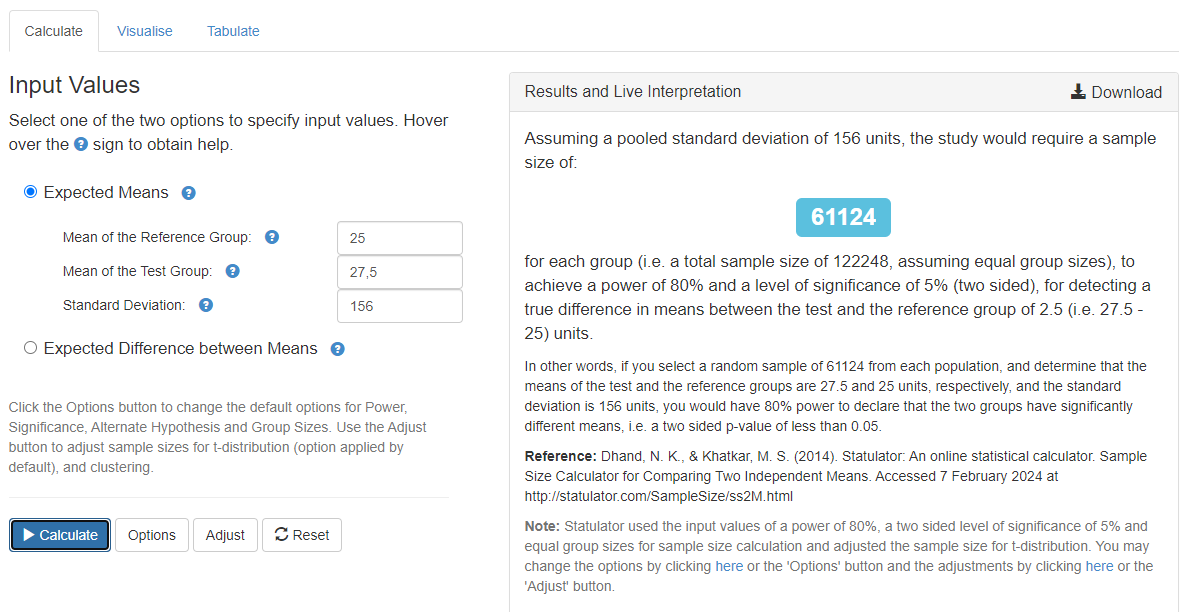 Calculate
Visualise
Tabulate
Input Values
Select one of the two options to specify input values. Hover
over the ? sign to obtain help.
Expected Means ?
Mean of the Reference Group: ? 25
Mean of the Test Group: ? 27,5
Standard Deviation: ? 156
Expected Difference between Means ?
Click the Options button to change the default options for Power,
Significance, Alternate Hypothesis and Group Sizes. Use the Adjust
button to adjust sample sizes for t-distribution (option applied by
default), and clustering.
Calculate
Options
Adjust
Reset
Results and Live Interpretation
Download
Assuming a pooled standard deviation of 156 units, the study would require a sample
size of:
61124
for each group (i.e. a total sample size of 122248, assuming equal group sizes), to
achieve a power of 80% and a level of significance of 5% (two sided), for detecting a
true difference in means between the test and the reference group of 2.5 (i.e. 27.5 -
25) units.
In other words, if you select a random sample of 61124 from each population, and determine that the
means of the test and the reference groups are 27.5 and 25 units, respectively, and the standard
deviation is 156 units, you would have 80% power to declare that the two groups have significantly
different means, i.e. a two sided p-value of less than 0.05.
Reference: Dhand, N. K., & Khatkar, M. S. (2014). Statulator: An online statistical calculator. Sample
Size Calculator for Comparing Two Independent Means. Accessed 7 February 2024 at
http://statulator.com/SampleSize/ss2M.html
Note: Statulator used the input values of a power of 80%, a two sided level of significance of 5% and
equal group sizes for sample size calculation and adjusted the sample size for t-distribution. You may
change the options by clicking here or the 'Options' button and the adjustments by clicking here or the
'Adjust' button.